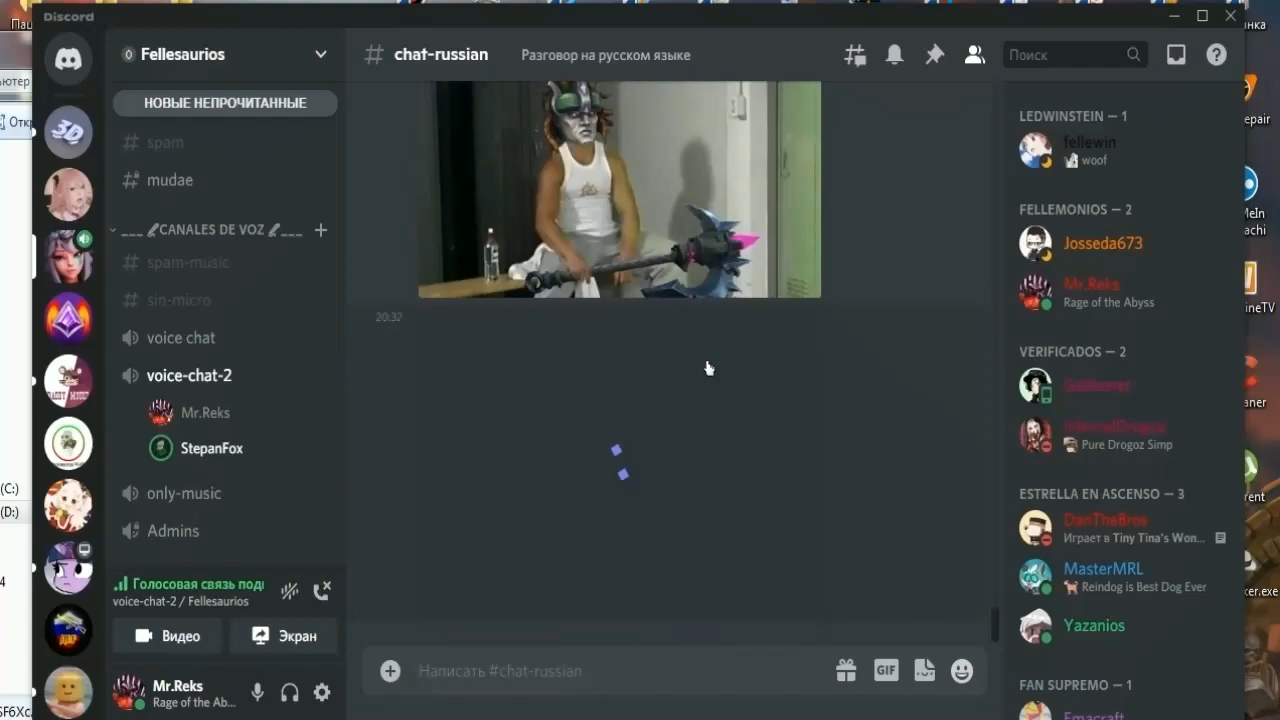 Discord
Fellesaurios
НОВЫЕ НЕПРОЧИТАННЫЕ
spam
mudae
CANALES DE VOZ
spam-music
sin-micro
voice chat
voice-chat-2
Mr.Reks
StepanFox
only-music
Admins
Голосовая связь под
voice-chat-2 / Fellesaurios
Видео
Экран
Mr.Reks
Rage of the Ab...
# chat-russian
Разговор на русском языке
Поиск
20:32
Написать #chat-russian
GIF
LEDWINSTEIN — 1
fellewin
woof
FELLEMONIOS — 2
Josseda673
Mr.Reks
Rage of the Abyss
VERIFICADOS — 2
Pure Drogoz Simp
ESTRELLA EN ASCENSO — 3
DanTheBros
Играет в Tiny Tina's Won...
MasterMRL
Reindog is Best Dog Ever
Yazanios
FAN SUPREMO — 1
Emacraft
(C:)
(D:)
3D